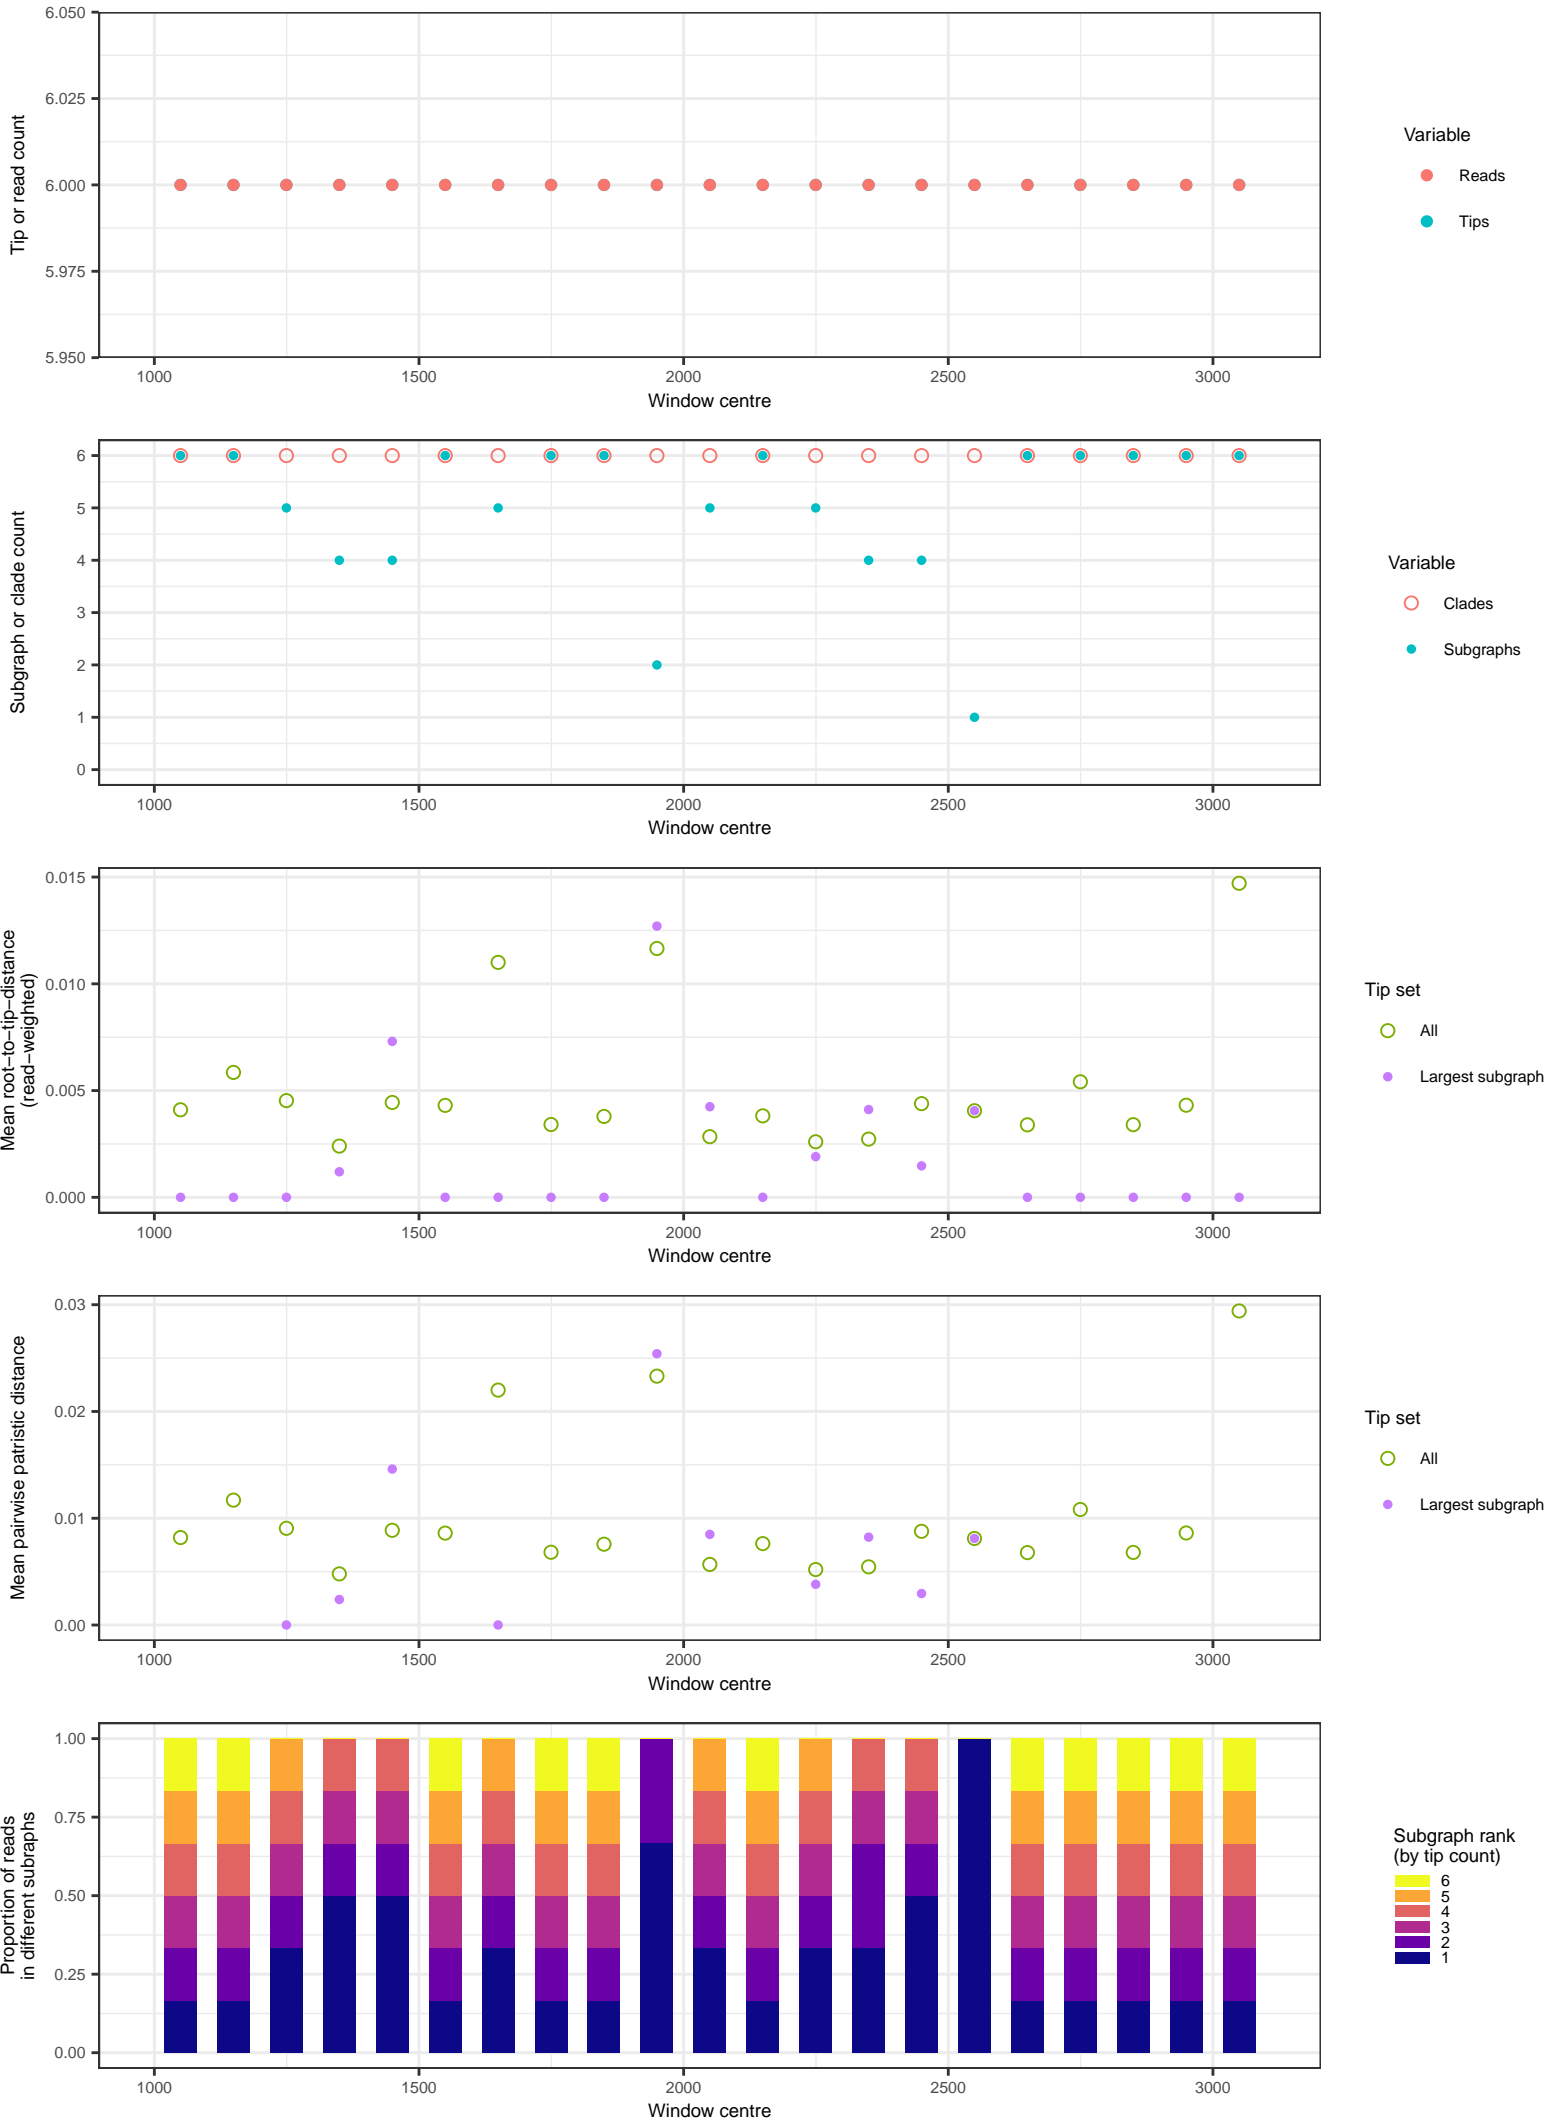 6.050
6.025
6.000
5.975
5.950
Tip or read count
1000 1500 2000 2500 3000
Window centre
Variable
Reads
Tips
6
5
4
3
2
1
0
Subgraph or clade count
1000 1500 2000 2500 3000
Window centre
Variable
Clades
Subgraphs
0.015
0.010
0.005
0.000
Mean root−to−tip−distance
(read−weighted)
1000 1500 2000 2500 3000
Window centre
Tip set
All
Largest subgraph
0.03
0.02
0.01
0.00
Mean pairwise patristic distance
1000 1500 2000 2500 3000
Window centre
Tip set
All
Largest subgraph
1.00
0.75
0.50
0.25
0.00
Proportion of reads
in different subraphs
1000 1500 2000 2500 3000
Window centre
Subgraph rank
(by tip count)
6
5
4
3
2
1